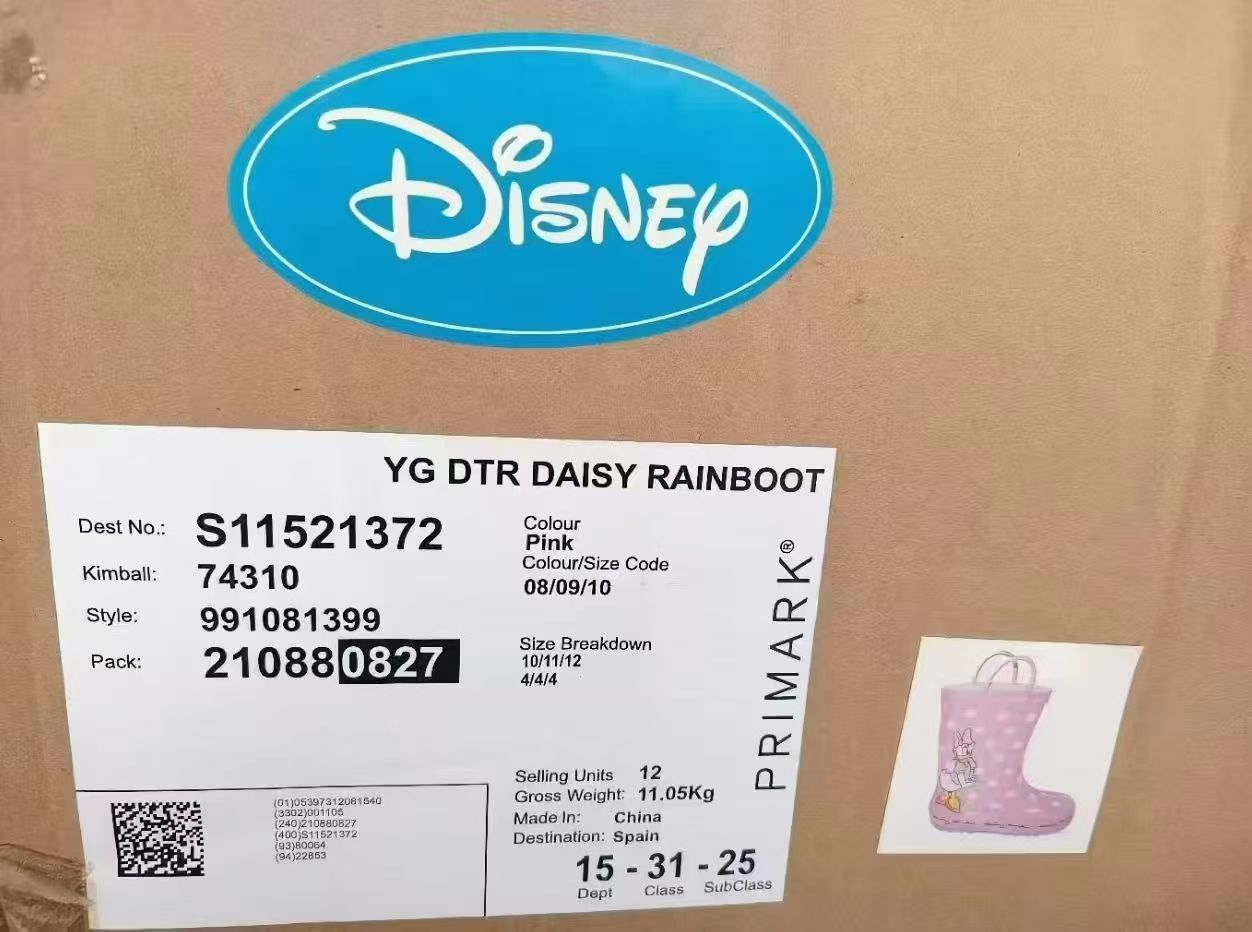 Disney
YG DTR DAISY RAINBOOT
Dest No.: S11521372
Kimball: 74310
Style: 991081399
Pack: 210880827
Colour
Pink
Colour/Size Code
08/09/10
Size Breakdown
10/11/12
4/4/4
PRIMARK®
Selling Units 12
Gross Weight: 11.05Kg
Made In: China
Destination: Spain
15 - 31 - 25
Dept Class SubClass
(01)05397312081540
(3302)001105
(240)210880827
(400)S11521372
(93)80064
(94)22853